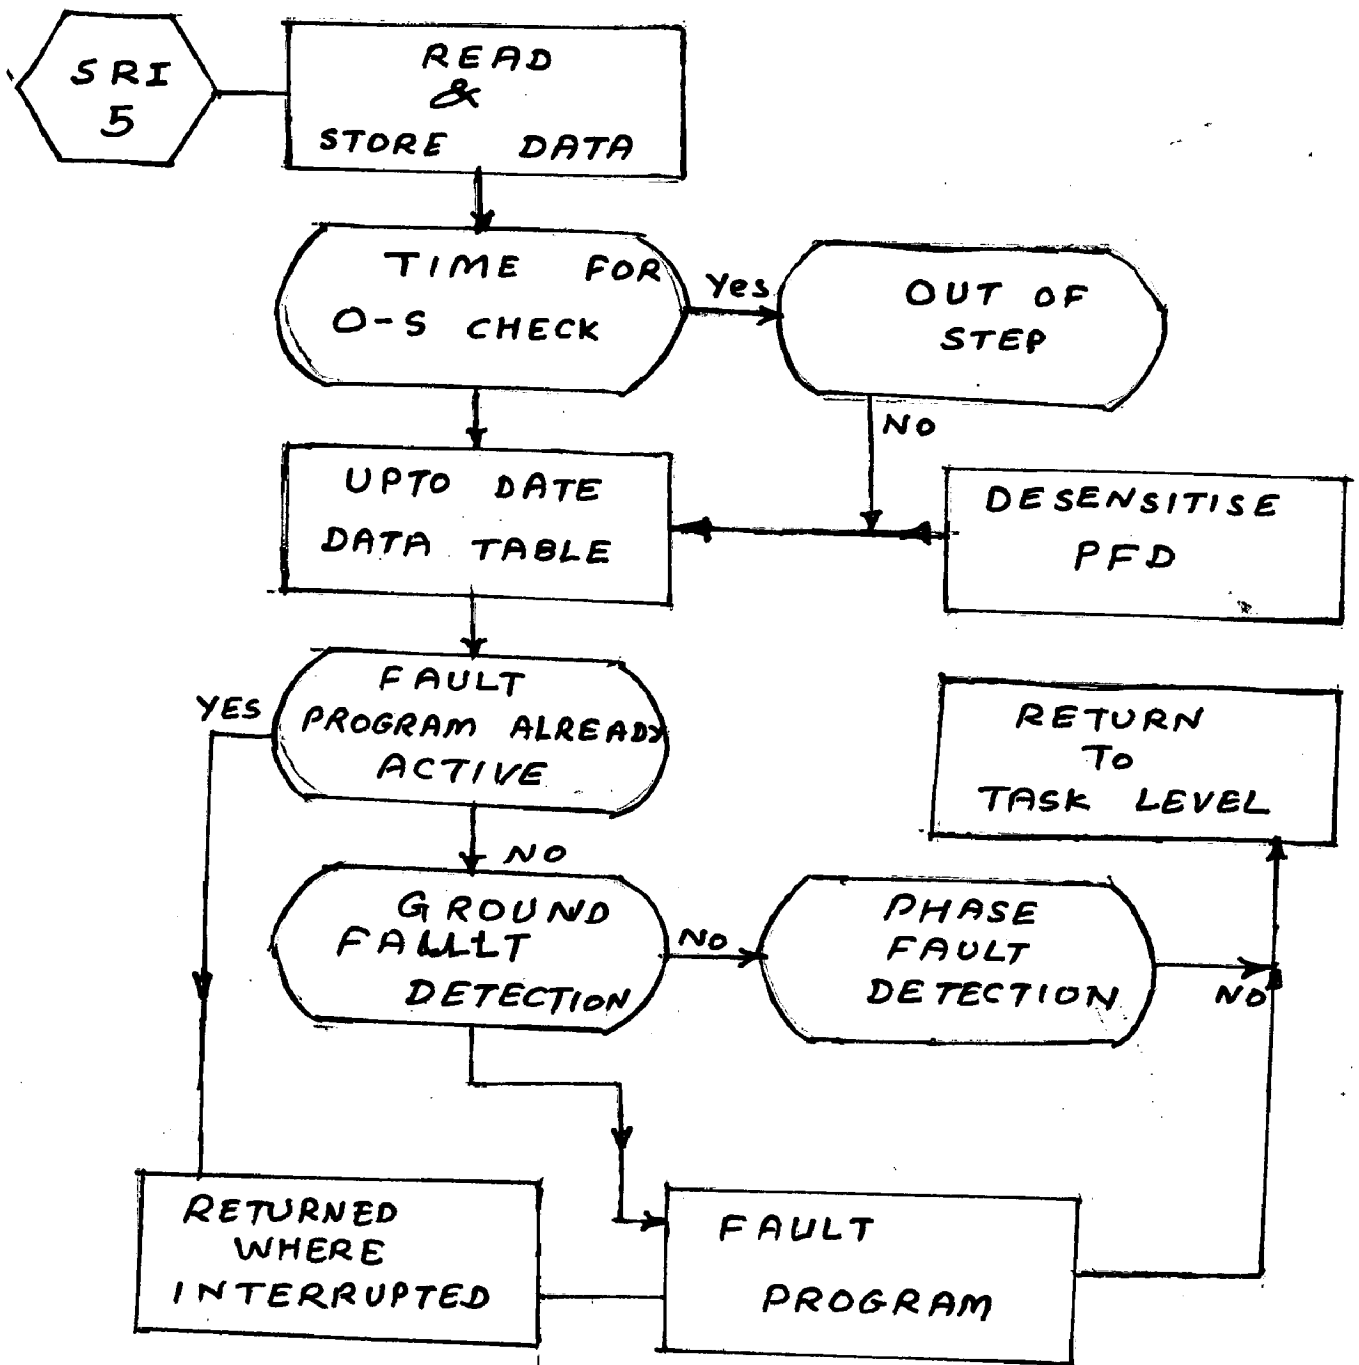 SRI
5
READ
&
STORE DATA
TIME FOR
O-S CHECK
Yes
OUT OF
STEP
NO
UPTO DATE
DATA TABLE
DESENSITISE
PFD
YES
FAULT
PROGRAM ALREADY
ACTIVE
RETURN
TO
TASK LEVEL
NO
GROUND
FAULLT
DETECTION
NO
PHASE
FAULT
DETECTION
NO
RETURNED
WHERE
INTERRUPTED
FAULT
PROGRAM